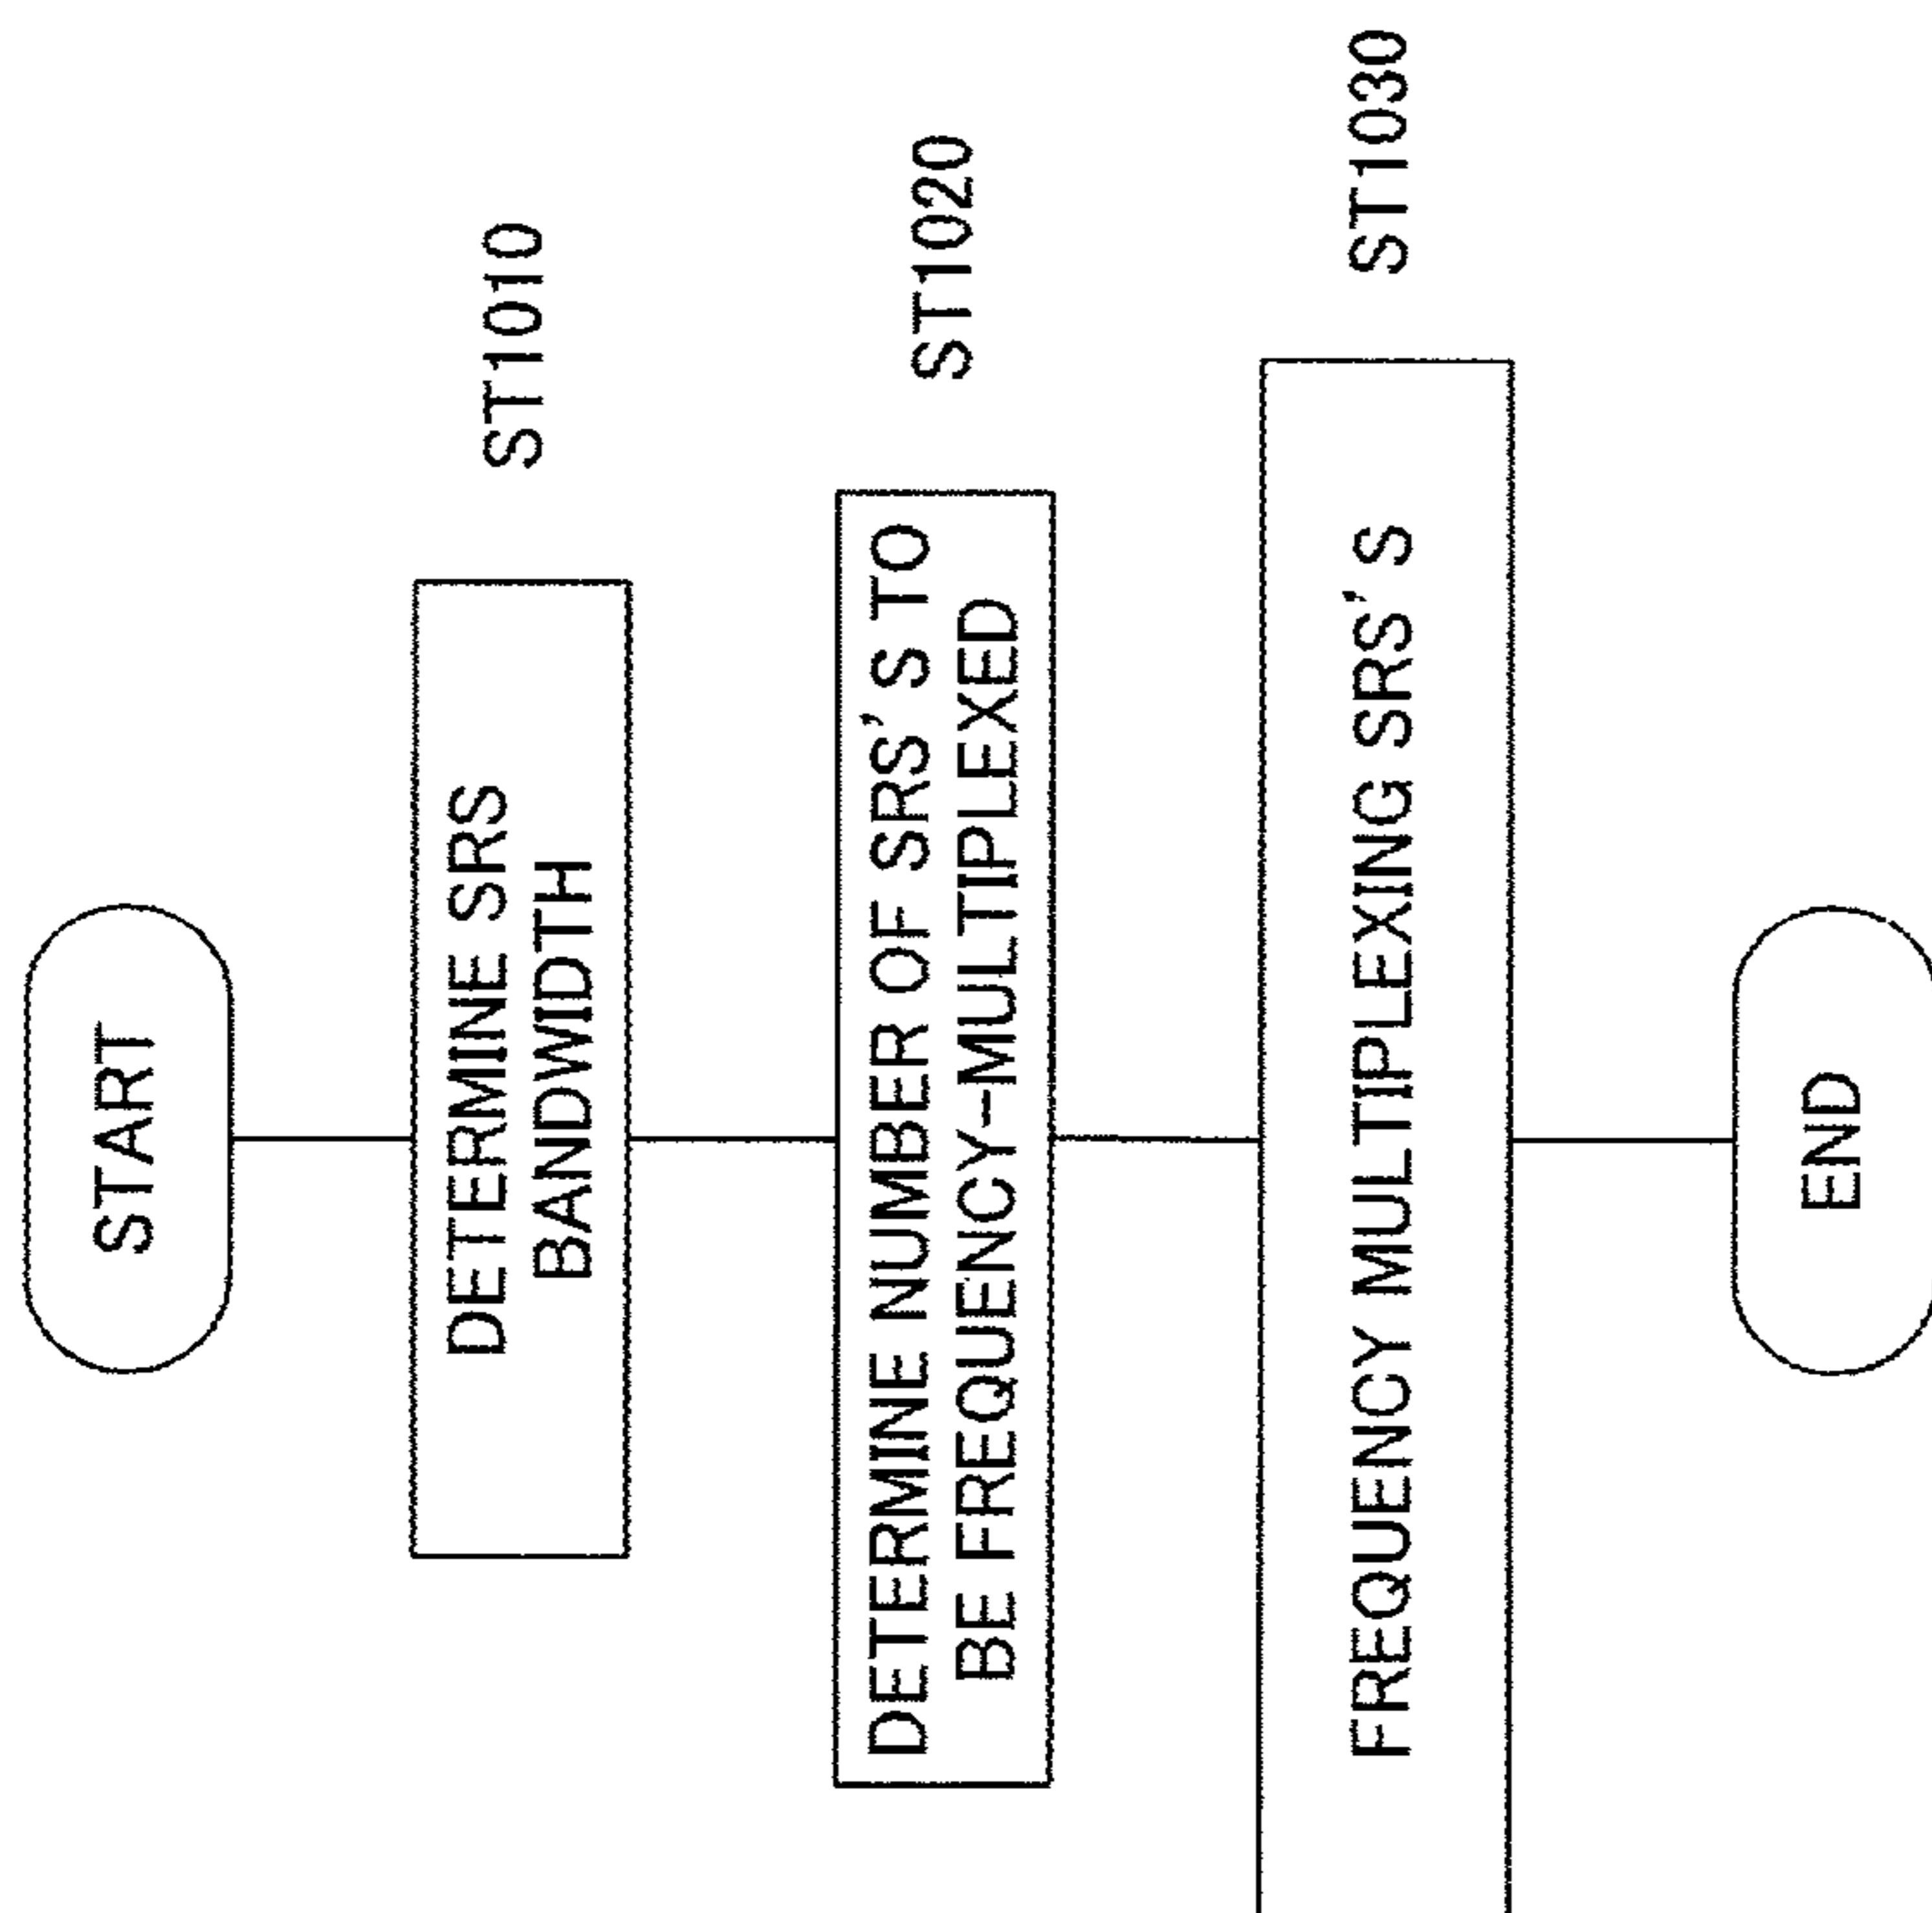 START
DETERMINE SRS
BANDWIDTH
ST1010
DETERMINE NUMBER OF SRS'S TO
BE FREQUENCY-MULTIPLEXED
ST1020
FREQUENCY MULTIPLEXING SRS'S
ST1030
END